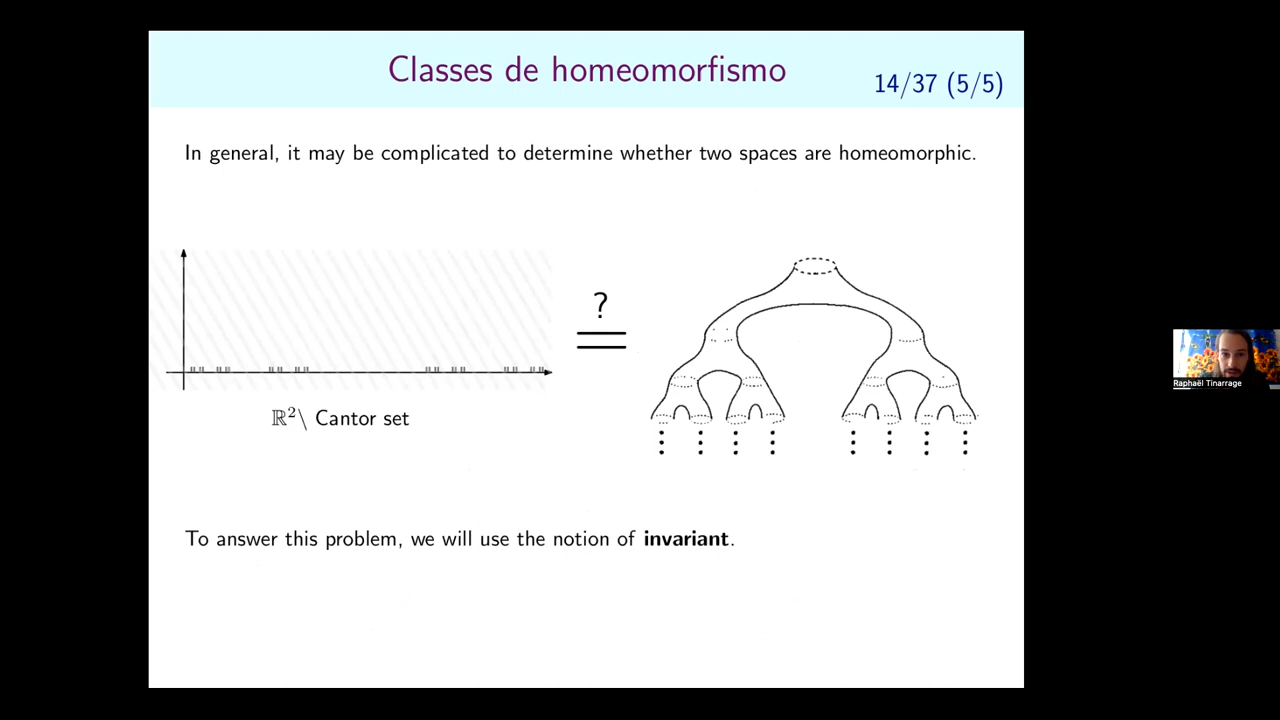 Classes de homeomorfismo
14/37 (5/5)
In general, it may be complicated to determine whether two spaces are homeomorphic.
?
ℝ²\ Cantor set
To answer this problem, we will use the notion of invariant.
Raphaël Tinarrage